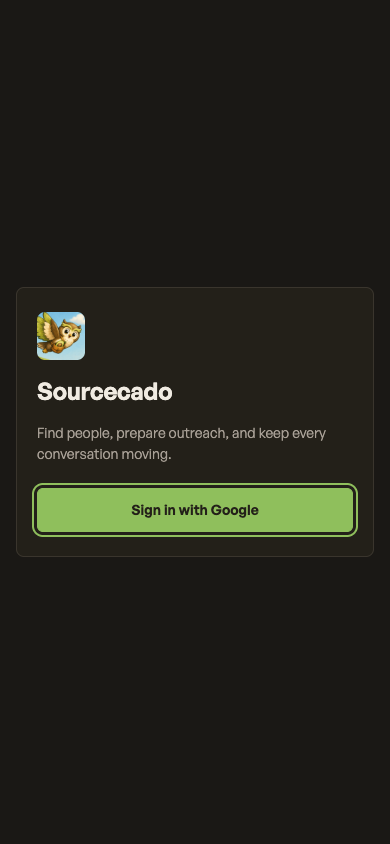 Sourcecado
Find people, prepare outreach, and keep every
conversation moving.
Sign in with Google